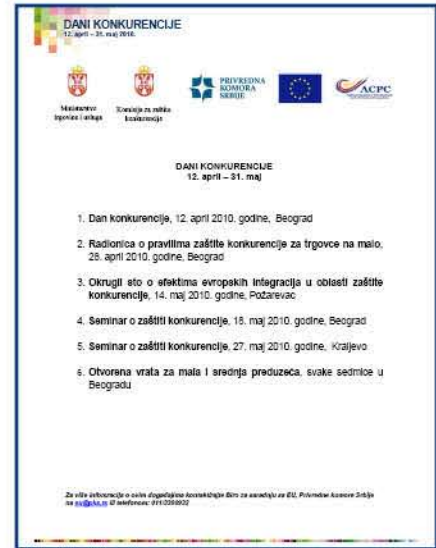 DANI KONKURENCIJE
12. april – 31. maj 2010.
Ministarstvo
trgovine i usluga
Komisija za zaštitu
konkurencije
PRIVREDNA
KOMORA
SRBIJE
ACPC
DANI KONKURENCIJE
12. april – 31. maj
1. Dan konkurencije, 12. april 2010. godine, Beograd
2. Radionica o pravilima zaštite konkurencije za trgovce na malo,
28. april 2010. godine, Beograd
3. Okrugli sto o efektima evropskih integracija u oblasti zaštite
konkurencije, 14. maj 2010. godine, Požarevac
4. Seminar o zaštiti konkurencije, 18. maj 2010. godine, Beograd
5. Seminar o zaštiti konkurencije, 27. maj 2010. godine, Kraljevo
6. Otvorena vrata za mala i srednja preduzeća, svake sedmice u
Beogradu
Za više informacija o ovim događajima kontaktirajte Biro za saradnju sa EU, Privredne komore Srbije
na ili telefonom: